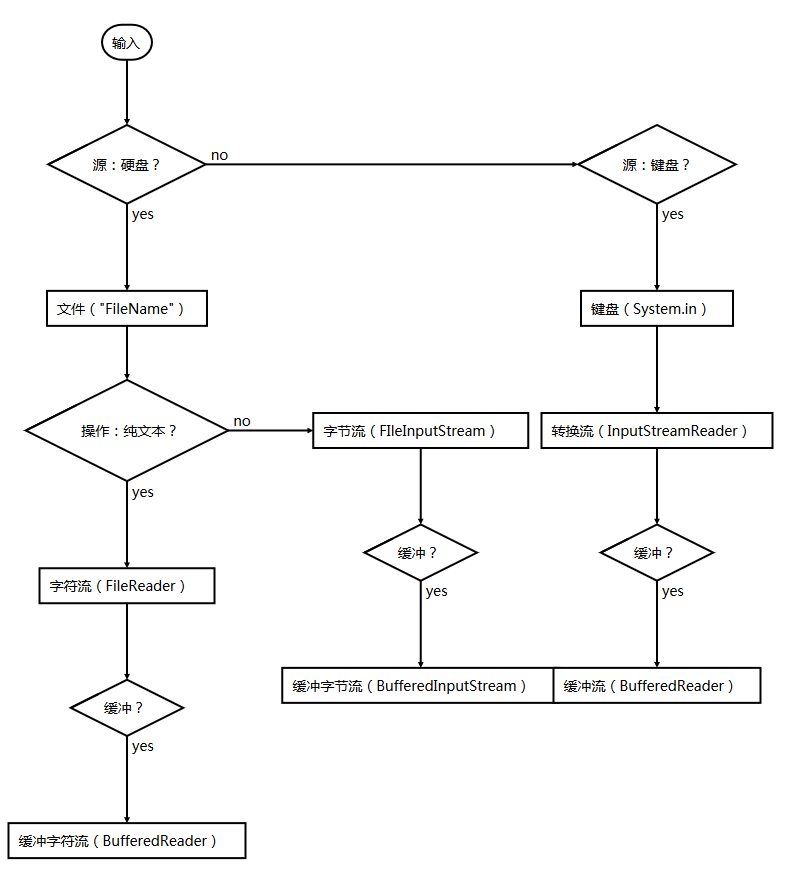 输入
源：硬盘？
no
源：键盘？
yes
yes
文件（"FileName"）
键盘（System.in）
操作：纯文本？
no
字节流（FIleInputStream）
转换流（InputStreamReader）
yes
缓冲？
缓冲？
字符流（FileReader）
yes
yes
缓冲字节流（BufferedInputStream）
缓冲流（BufferedReader）
缓冲？
yes
缓冲字符流（BufferedReader）